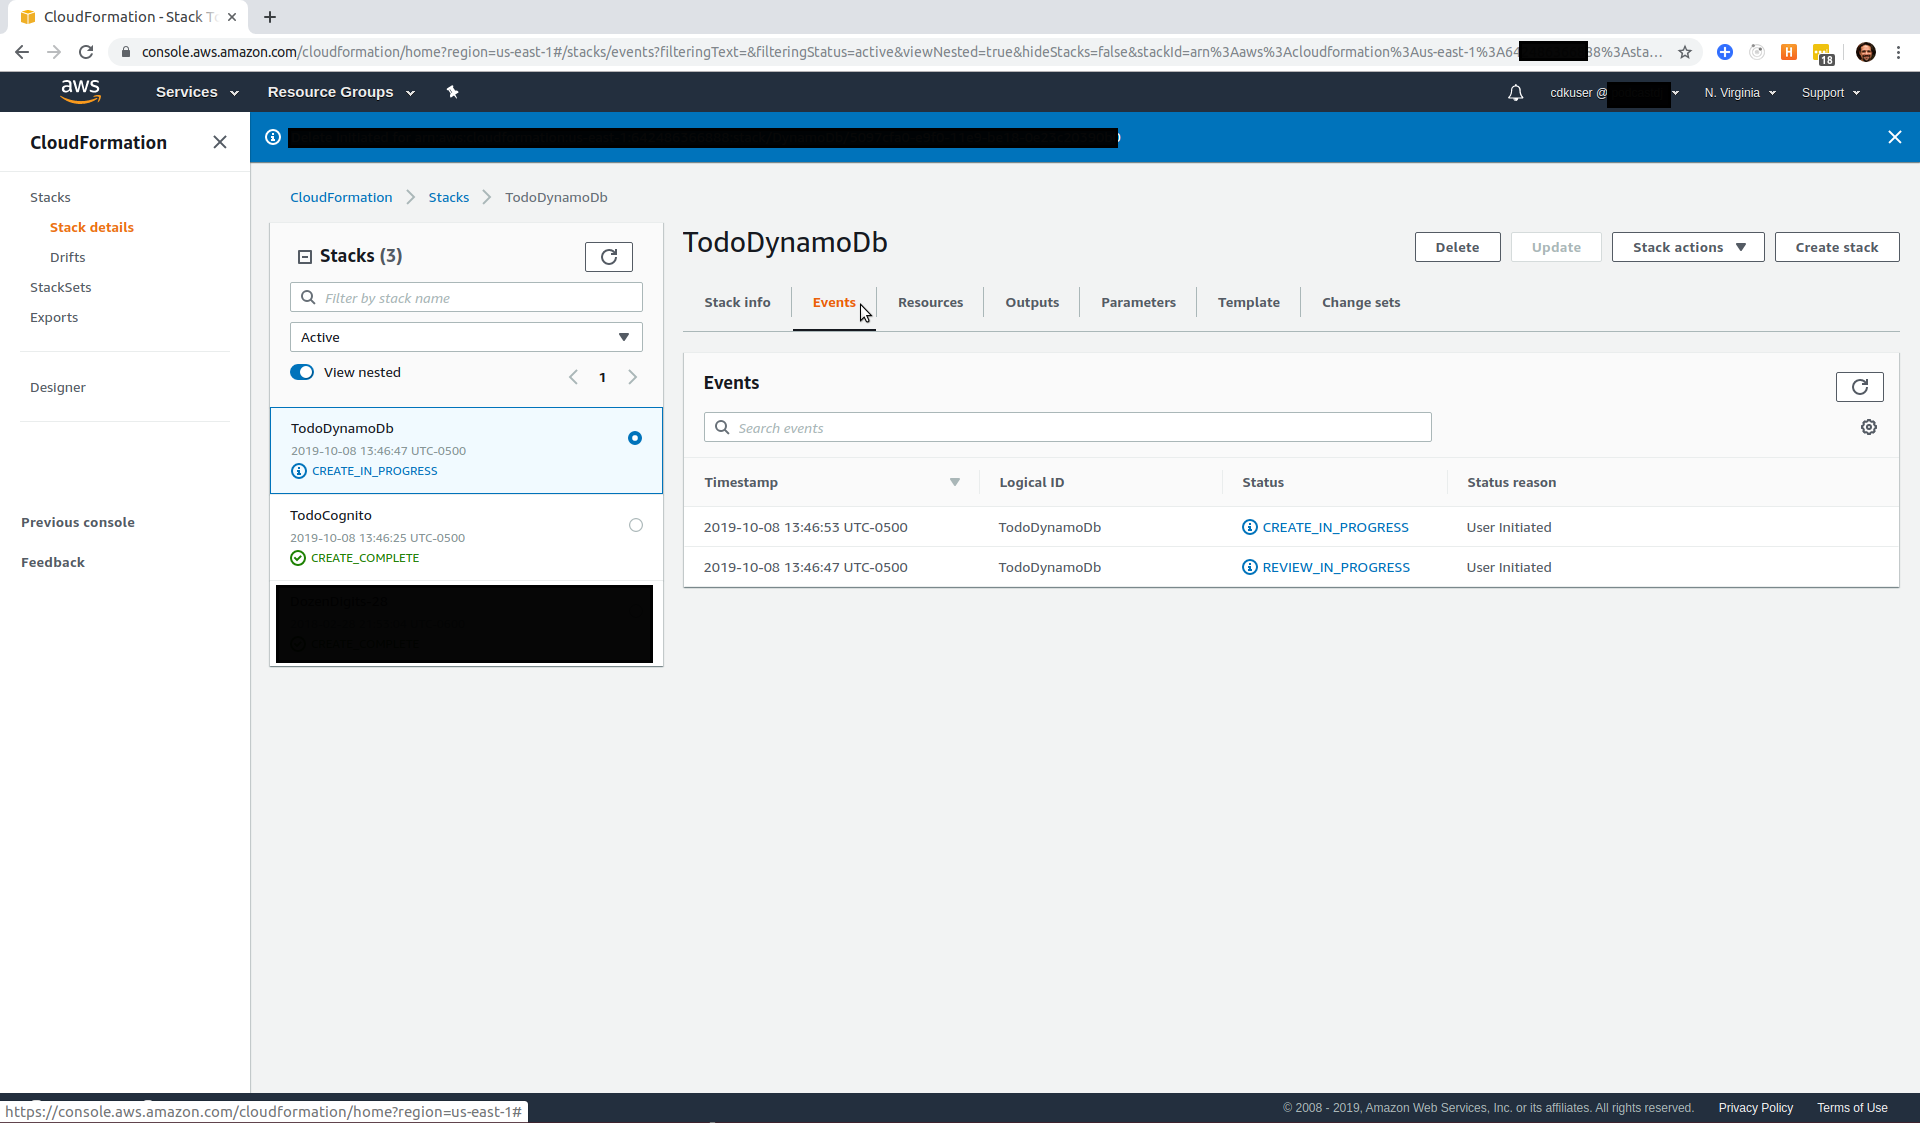 CloudFormation - Stack To
console.aws.amazon.com/cloudformation/home?region=us-east-1#/stacks/events?filteringText=&filteringStatus=active&viewNested=true&hideStacks=false&stackId=arn%3Aaws%3Acloudformation%3Aus-east-1%3A64 38%3Asta...
18
aws
Services
Resource Groups
cdkuser @
N. Virginia
Support
CloudFormation
Stacks
Stack details
Drifts
StackSets
Exports
Designer
Previous console
Feedback
CloudFormation
Stacks
TodoDynamoDb
Stacks (3)
Filter by stack name
Active
View nested
1
TodoDynamoDb
2019-10-08 13:46:47 UTC-0500
CREATE_IN_PROGRESS
TodoCognito
2019-10-08 13:46:25 UTC-0500
CREATE_COMPLETE
TodoDynamoDb
Delete
Update
Stack actions
Create stack
Stack info
Events
Resources
Outputs
Parameters
Template
Change sets
Events
Search events
Timestamp
Logical ID
Status
Status reason
2019-10-08 13:46:53 UTC-0500
TodoDynamoDb
CREATE_IN_PROGRESS
User Initiated
2019-10-08 13:46:47 UTC-0500
TodoDynamoDb
REVIEW_IN_PROGRESS
User Initiated
https://console.aws.amazon.com/cloudformation/home?region=us-east-1#
© 2008 - 2019, Amazon Web Services, Inc. or its affiliates. All rights reserved.
Privacy Policy
Terms of Use